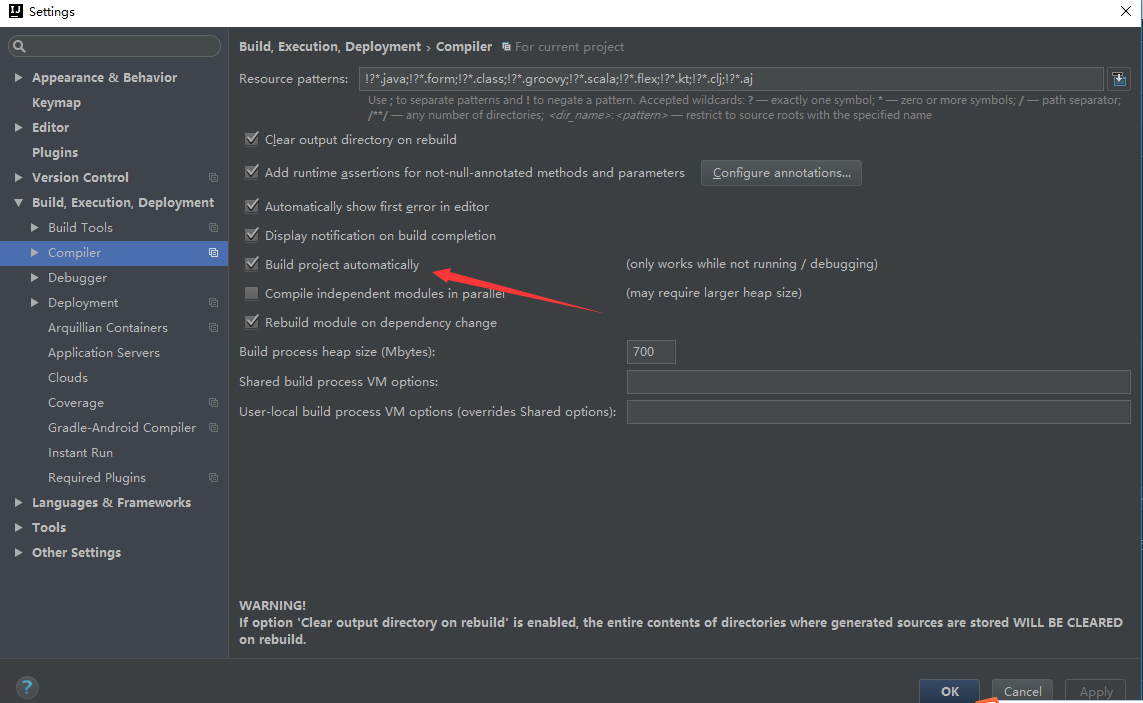 Settings
Build, Execution, Deployment › Compiler For current project
Appearance & Behavior
Keymap
Editor
Plugins
Version Control
Build, Execution, Deployment
Build Tools
Compiler
Debugger
Deployment
Arquillian Containers
Application Servers
Clouds
Coverage
Gradle-Android Compiler
Instant Run
Required Plugins
Languages & Frameworks
Tools
Other Settings
Resource patterns: !?*.java;!?*.form;!?*.class;!?*.groovy;!?*.scala;!?*.flex;!?*.kt;!?*.clj;!?*.aj
Use ; to separate patterns and ! to negate a pattern. Accepted wildcards: ? — exactly one symbol; * — zero or more symbols; / — path separator;
/**/ — any number of directories; <dir_name>:<pattern> — restrict to source roots with the specified name
Clear output directory on rebuild
Add runtime assertions for not-null-annotated methods and parameters Configure annotations...
Automatically show first error in editor
Display notification on build completion
Build project automatically (only works while not running / debugging)
Compile independent modules in parallel (may require larger heap size)
Rebuild module on dependency change
Build process heap size (Mbytes): 700
Shared build process VM options:
User-local build process VM options (overrides Shared options):
WARNING!
If option 'Clear output directory on rebuild' is enabled, the entire contents of directories where generated sources are stored WILL BE CLEARED
on rebuild.
? OK Cancel Apply